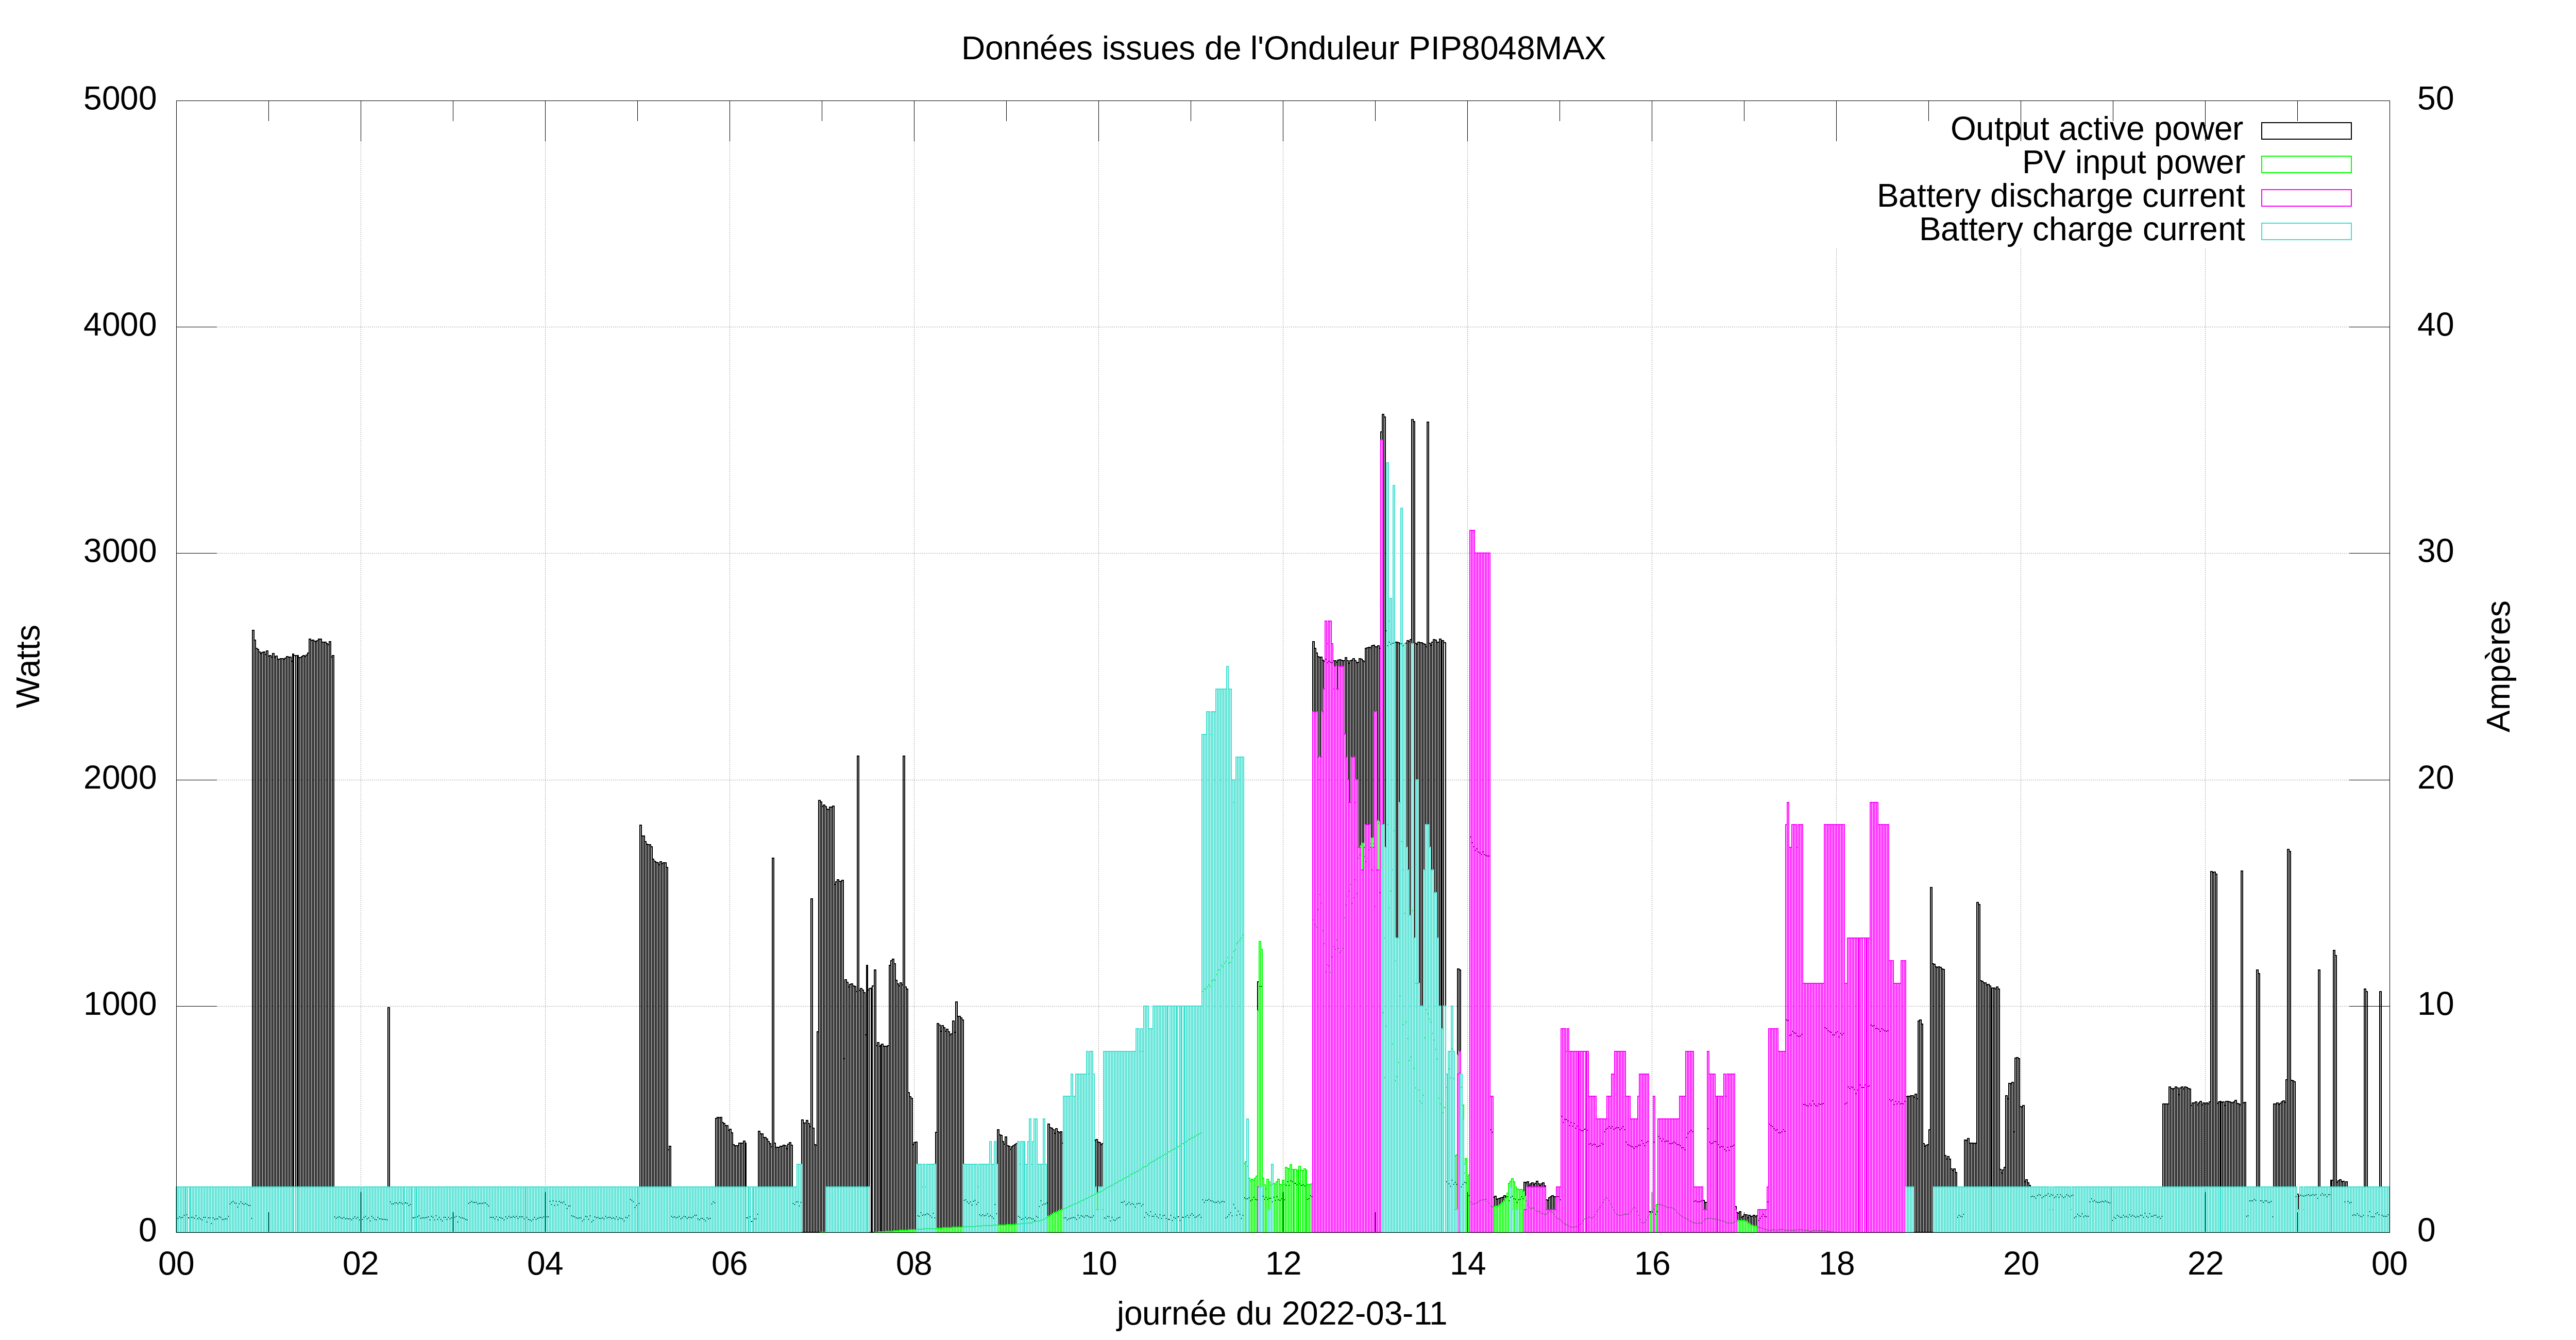 Données issues de l'Onduleur PIP8048MAX
5000 50
Output active power
PV input power
Battery discharge current
Battery charge current
4000 40
3000 30
Watts
Ampères
2000 20
1000 10
0 0
00 02 04 06 08 10 12 14 16 18 20 22 00
journée du 2022-03-11